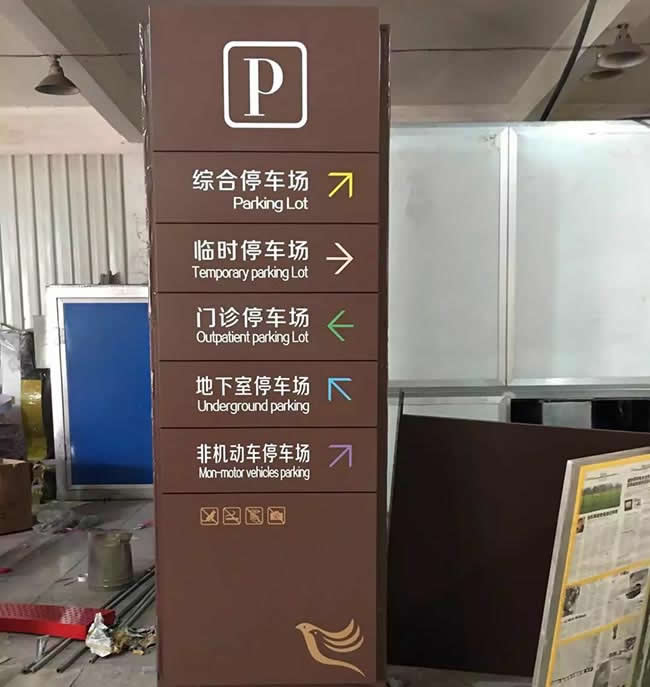 P
综合停车场
Parking Lot
临时停车场
Temporary parking Lot
门诊停车场
Outpatient parking Lot
地下室停车场
Underground parking
非机动车停车场
Mon-motor vehicles parking